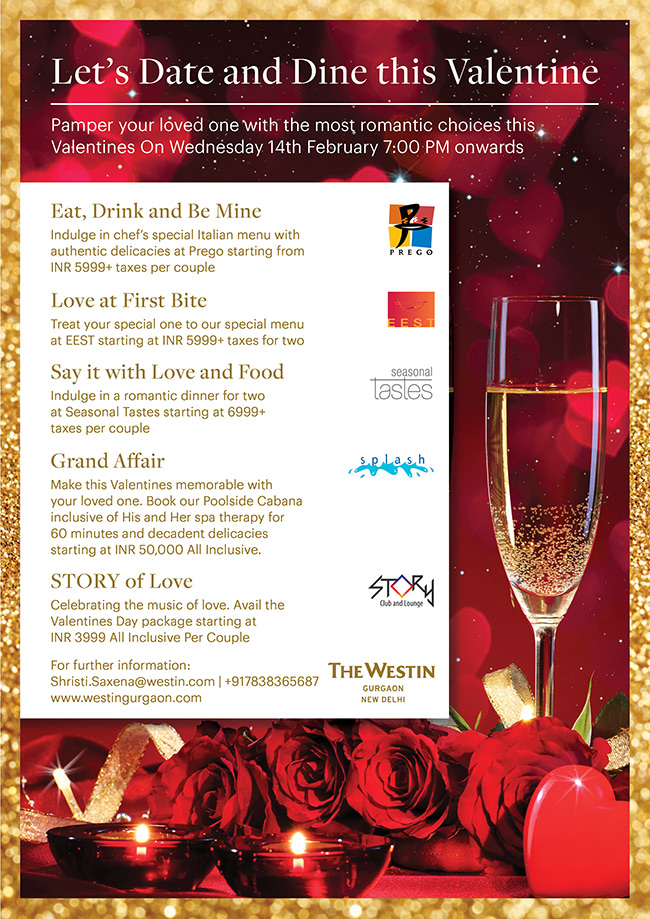 Let's Date and Dine this Valentine
Pamper your loved one with the most romantic choices this
Valentines On Wednesday 14th February 7:00 PM onwards
Eat, Drink and Be Mine
Indulge in chef's special Italian menu with
authentic delicacies at Prego starting from
INR 5999+ taxes per couple
PREGO
Love at First Bite
Treat your special one to our special menu
at EEST starting at INR 5999+ taxes for two
EEST
Say it with Love and Food
Indulge in a romantic dinner for two
at Seasonal Tastes starting at 6999+
taxes per couple
seasonal
tastes
Grand Affair
Make this Valentines memorable with
your loved one. Book our Poolside Cabana
inclusive of His and Her spa therapy for
60 minutes and decadent delicacies
starting at INR 50,000 All Inclusive.
splash
STORY of Love
Celebrating the music of love. Avail the
Valentines Day package starting at
INR 3999 All Inclusive Per Couple
STORY
Club and Lounge
For further information:
Shristi.Saxena@westin.com | +917838365687
www.westingurgaon.com
THE WESTIN
GURGAON
NEW DELHI